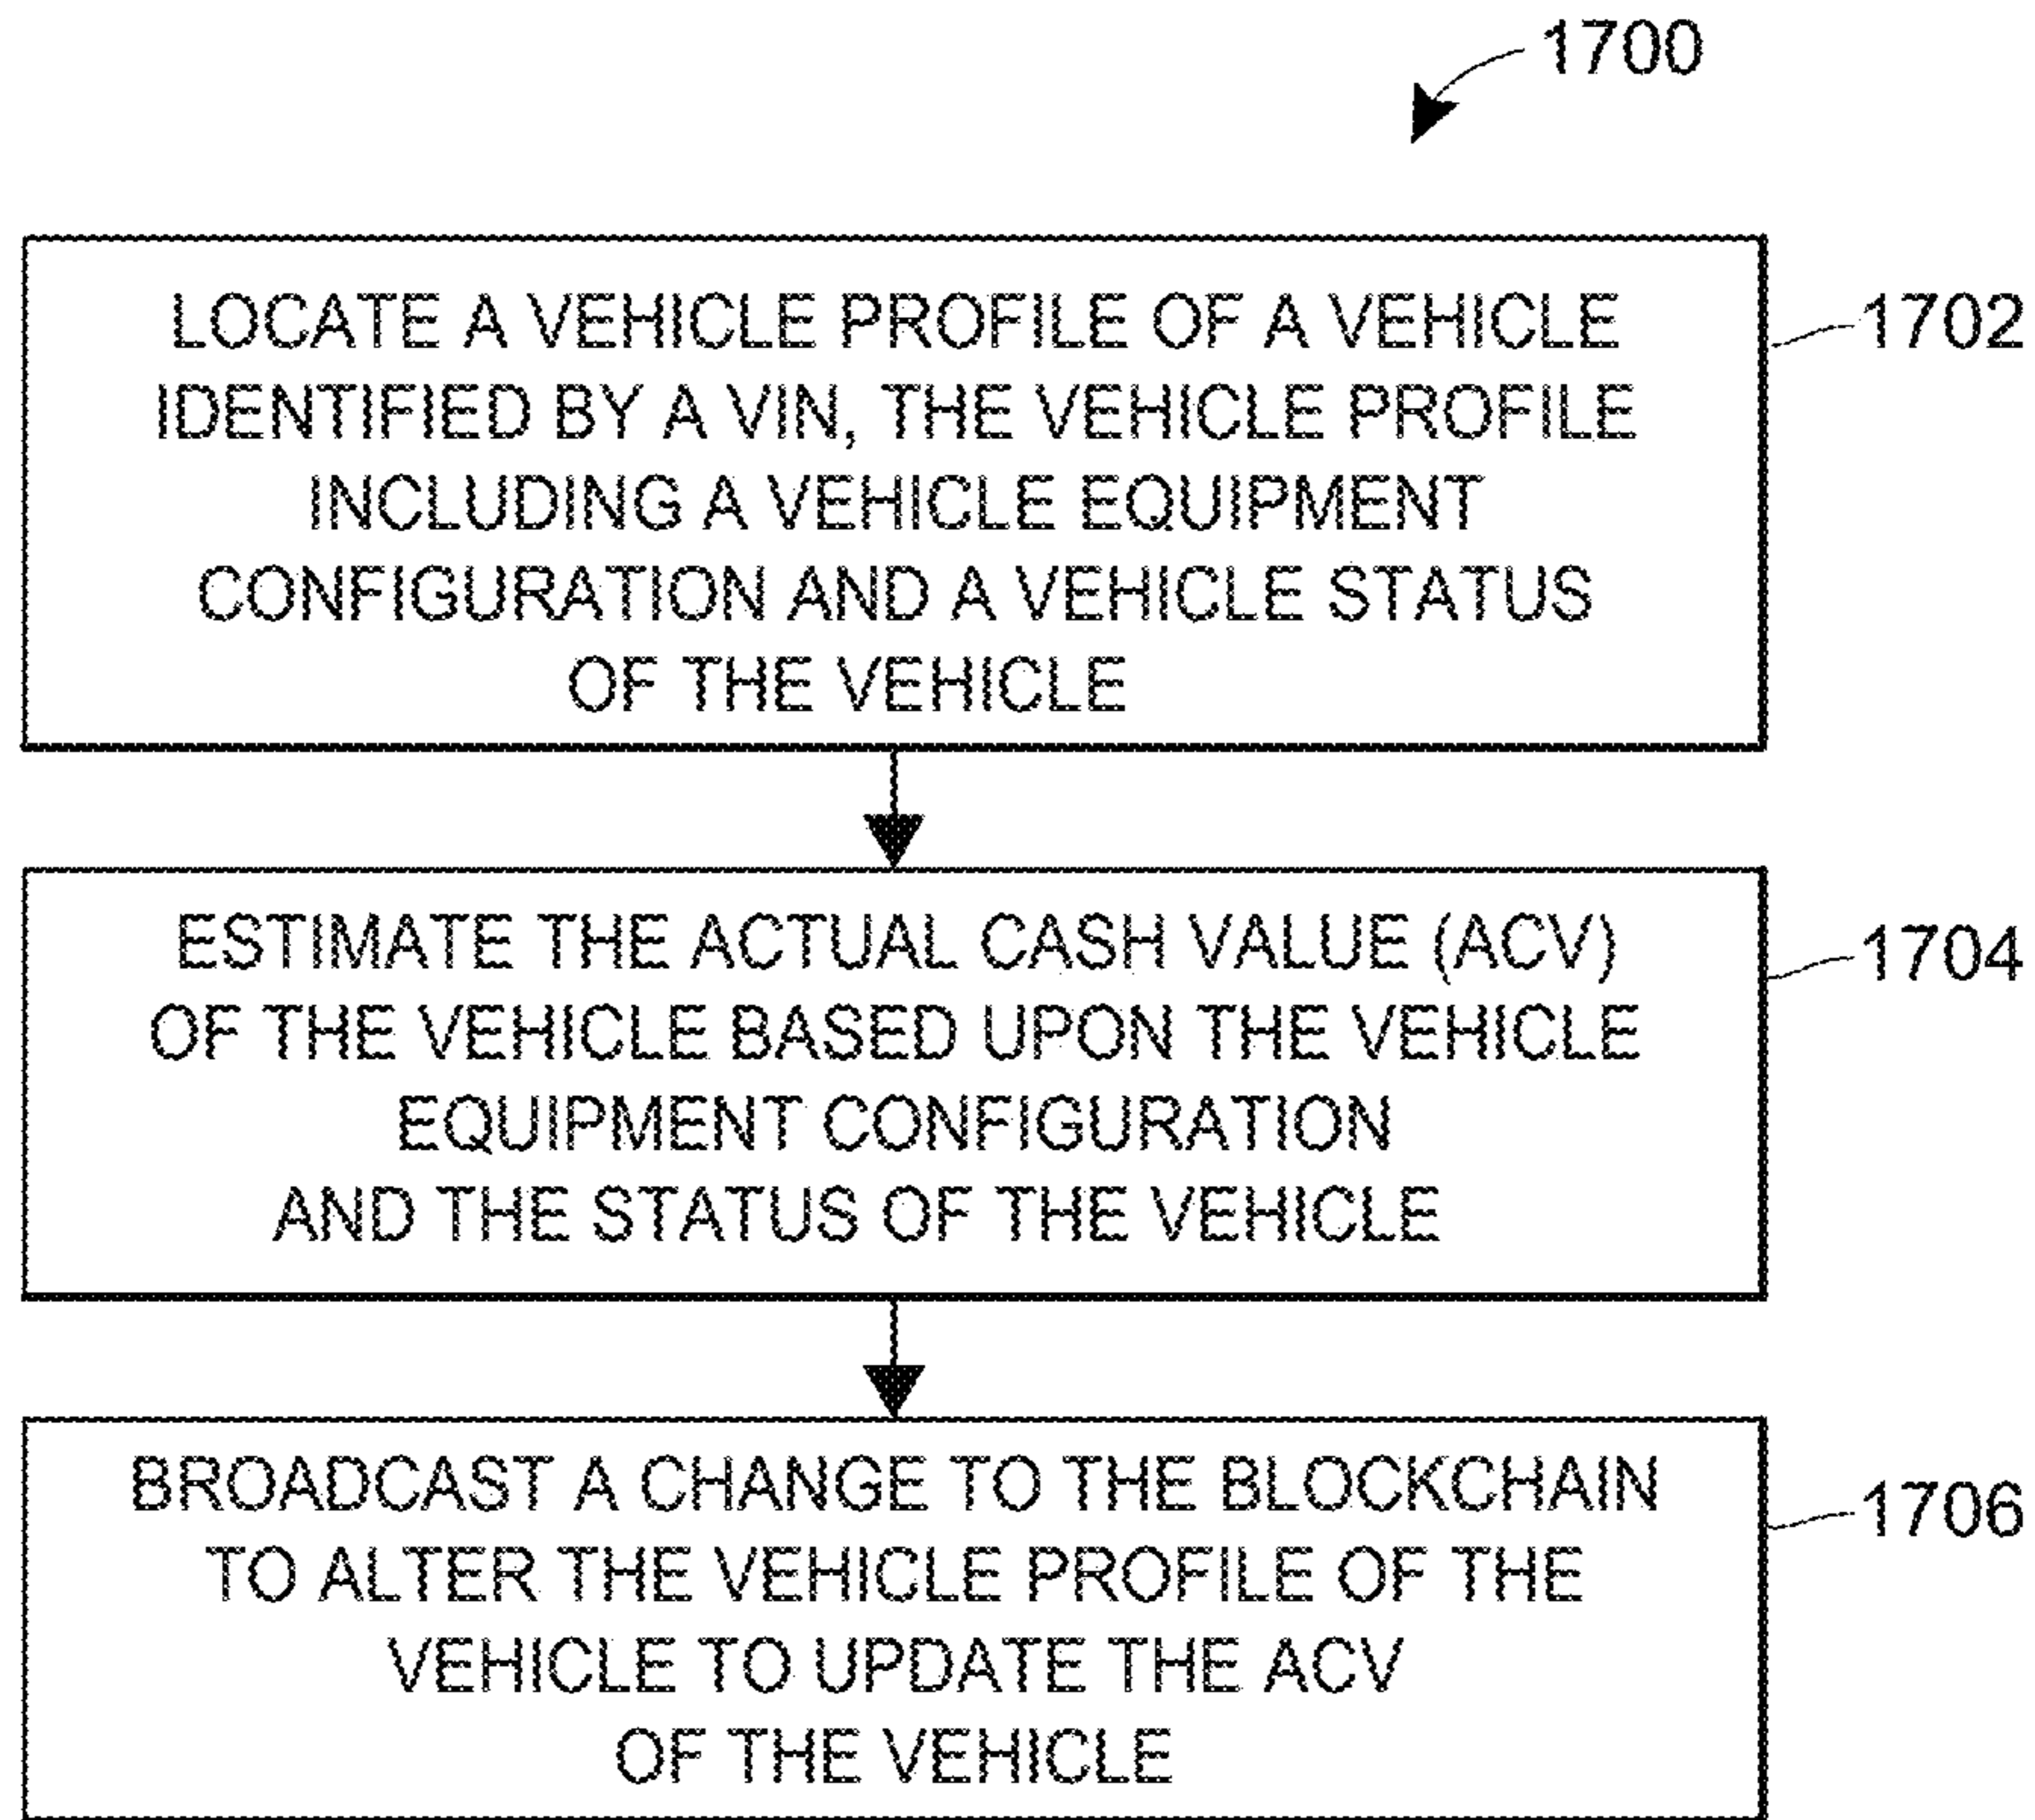 1700
LOCATE A VEHICLE PROFILE OF A VEHICLE
IDENTIFIED BY A VIN, THE VEHICLE PROFILE
INCLUDING A VEHICLE EQUIPMENT
CONFIGURATION AND A VEHICLE STATUS
OF THE VEHICLE
1702
ESTIMATE THE ACTUAL CASH VALUE (ACV)
OF THE VEHICLE BASED UPON THE VEHICLE
EQUIPMENT CONFIGURATION
AND THE STATUS OF THE VEHICLE
1704
BROADCAST A CHANGE TO THE BLOCKCHAIN
TO ALTER THE VEHICLE PROFILE OF THE
VEHICLE TO UPDATE THE ACV
OF THE VEHICLE
1706